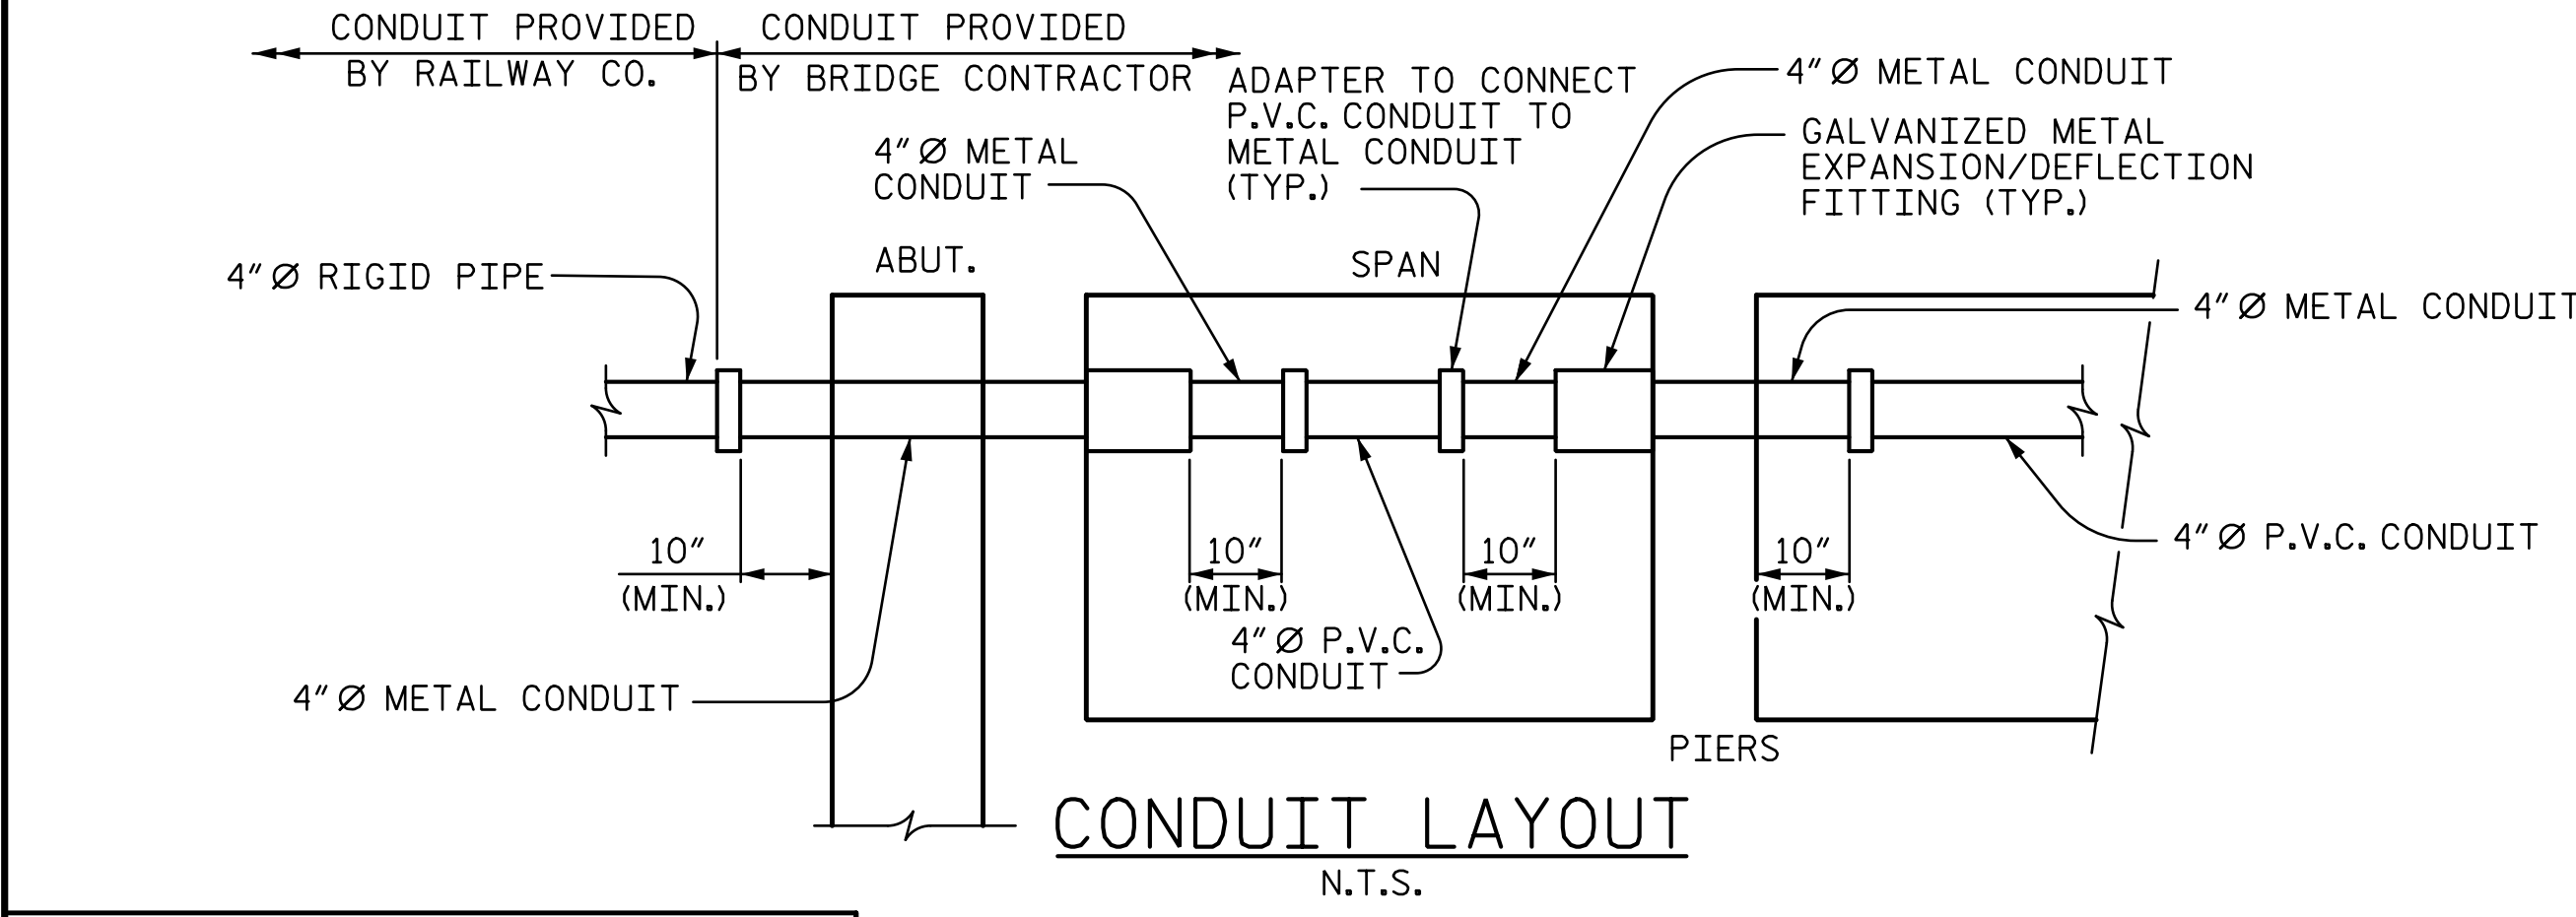 CONDUIT PROVIDED
BY RAILWAY CO.
CONDUIT PROVIDED
BY BRIDGE CONTRACTOR
ADAPTER TO CONNECT
P.V.C. CONDUIT TO
METAL CONDUIT
(TYP.)
4"Ø METAL CONDUIT
GALVANIZED METAL
EXPANSION/DEFLECTION
FITTING (TYP.)
4"Ø METAL
CONDUIT
4"Ø RIGID PIPE
ABUT.
SPAN
4"Ø METAL CONDUIT
10"
(MIN.)
10"
(MIN.)
10"
(MIN.)
10"
(MIN.)
4"Ø P.V.C. CONDUIT
4"Ø P.V.C.
CONDUIT
4"Ø METAL CONDUIT
PIERS
CONDUIT LAYOUT
N.T.S.